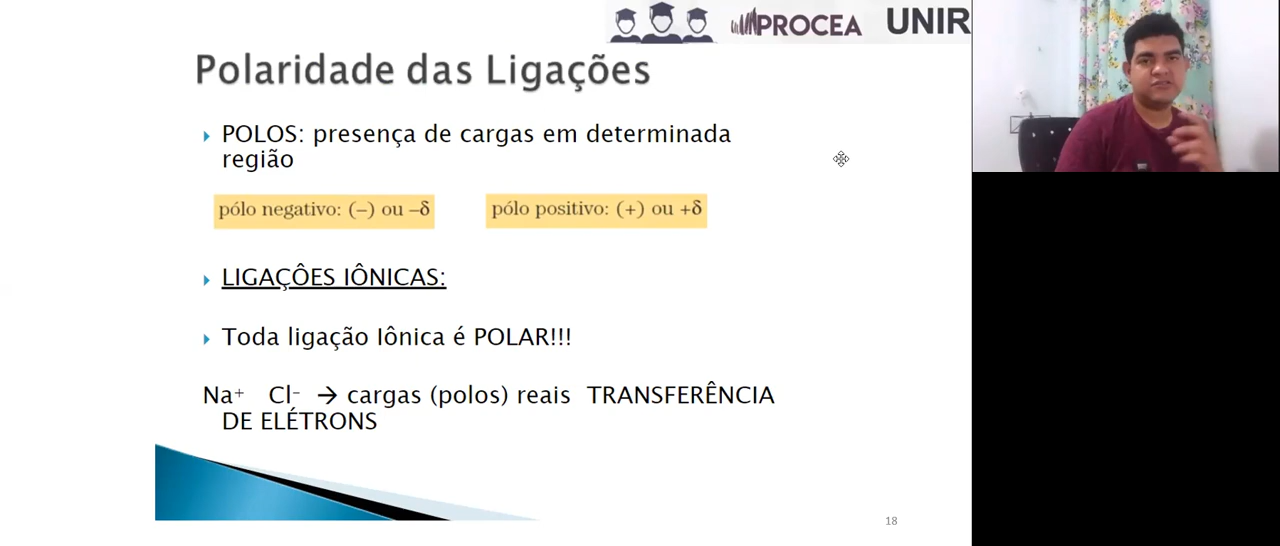 PROCEA UNIR
Polaridade das Ligações
POLOS: presença de cargas em determinada
região
pólo negativo: (–) ou –δ pólo positivo: (+) ou +δ
LIGAÇÔES IÔNICAS:
Toda ligação Iônica é POLAR!!!
Na⁺ Cl⁻ → cargas (polos) reais TRANSFERÊNCIA
DE ELÉTRONS
18